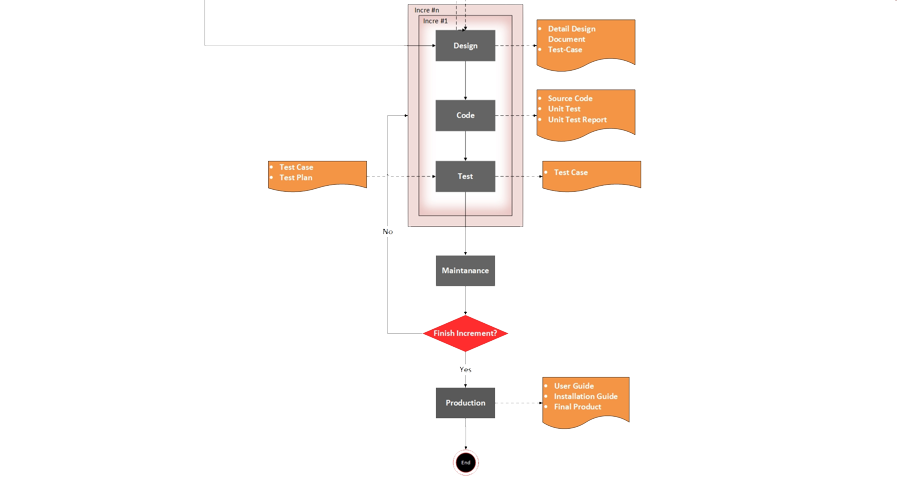 Incre #n
Incre #1
Design
Detail Design
Document
Test-Case
Code
Source Code
Unit Test
Unit Test Report
Test Case
Test Plan
Test
Test Case
No
Maintanance
Finish Increment?
Yes
Production
User Guide
Installation Guide
Final Product
End